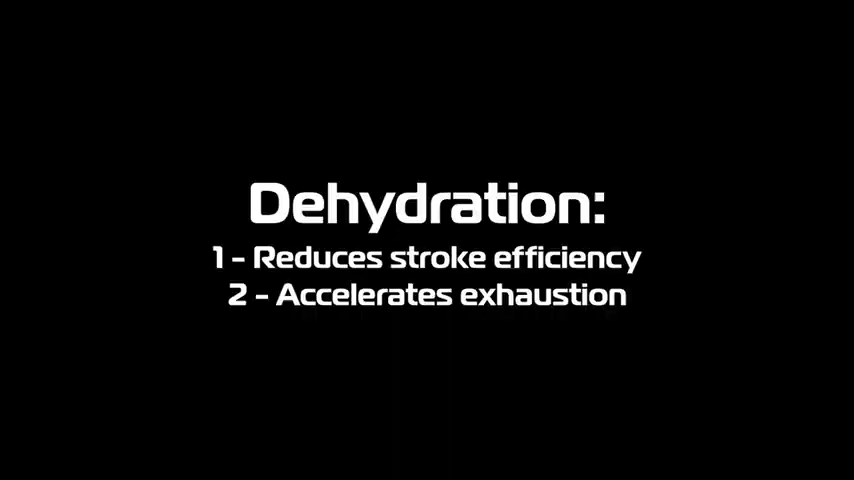 Dehydration:
1 - Reduces stroke efficiency
2 - Accelerates exhaustion